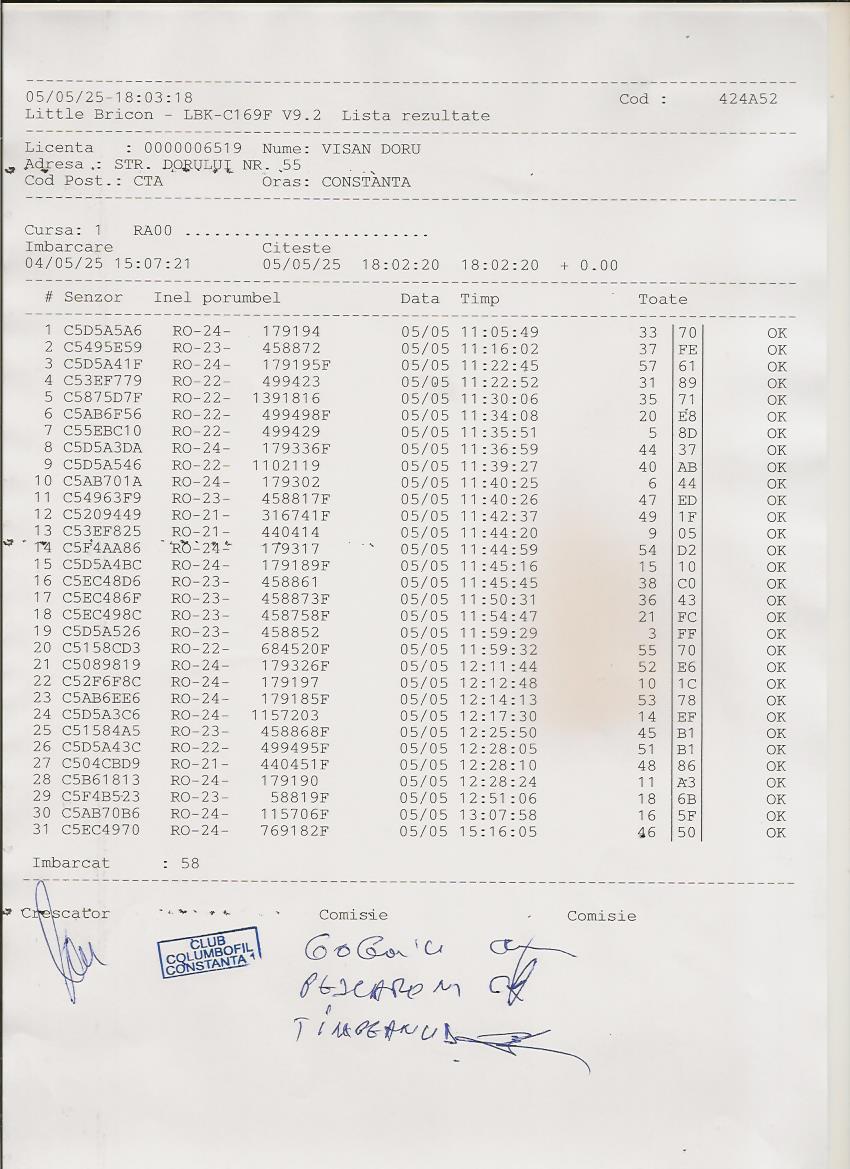 05/05/25-18:03:18 Cod : 424A52
Little Bricon - LBK-C169F V9.2 Lista rezultate
Licenta : 0000006519 Nume: VISAN DORU
Adresa .: STR. DORULUI NR. 55
Cod Post.: CTA Oras: CONSTANTA
Cursa: 1 RA00 .........................
Imbarcare Citeste
04/05/25 15:07:21 05/05/25 18:02:20 18:02:20 + 0.00
# Senzor Inel porumbel Data Timp Toate
1 C5D5A5A6 RO-24- 179194 05/05 11:05:49 33 70 OK
2 C5495E59 RO-23- 458872 05/05 11:16:02 37 FE OK
3 C5D5A41F RO-24- 179195F 05/05 11:22:45 57 61 OK
4 C53EF779 RO-22- 499423 05/05 11:22:52 31 89 OK
5 C5875D7F RO-22- 1391816 05/05 11:30:06 35 71 OK
6 C5AB6F56 RO-22- 499498F 05/05 11:34:08 20 E8 OK
7 C55EBC10 RO-22- 499429 05/05 11:35:51 5 8D OK
8 C5D5A3DA RO-24- 179336F 05/05 11:36:59 44 37 OK
9 C5D5A546 RO-22- 1102119 05/05 11:39:27 40 AB OK
10 C5AB701A RO-24- 179302 05/05 11:40:25 6 44 OK
11 C54963F9 RO-23- 458817F 05/05 11:40:26 47 ED OK
12 C5209449 RO-21- 316741F 05/05 11:42:37 49 1F OK
13 C53EF825 RO-21- 440414 05/05 11:44:20 9 05 OK
14 C5F4AA86 RO-24- 179317 05/05 11:44:59 54 D2 OK
15 C5D5A4BC RO-24- 179189F 05/05 11:45:16 15 10 OK
16 C5EC48D6 RO-23- 458861 05/05 11:45:45 38 C0 OK
17 C5EC486F RO-23- 458873F 05/05 11:50:31 36 43 OK
18 C5EC498C RO-23- 458758F 05/05 11:54:47 21 FC OK
19 C5D5A526 RO-23- 458852 05/05 11:59:29 3 FF OK
20 C5158CD3 RO-22- 684520F 05/05 11:59:32 55 70 OK
21 C5089819 RO-24- 179326F 05/05 12:11:44 52 E6 OK
22 C52F6F8C RO-24- 179197 05/05 12:12:48 10 1C OK
23 C5AB6EE6 RO-24- 179185F 05/05 12:14:13 53 78 OK
24 C5D5A3C6 RO-24- 1157203 05/05 12:17:30 14 EF OK
25 C51584A5 RO-23- 458868F 05/05 12:25:50 45 B1 OK
26 C5D5A43C RO-22- 499495F 05/05 12:28:05 51 B1 OK
27 C504CBD9 RO-21- 440451F 05/05 12:28:10 48 86 OK
28 C5B61813 RO-24- 179190 05/05 12:28:24 11 A3 OK
29 C5F4B523 RO-23- 58819F 05/05 12:51:06 18 6B OK
30 C5AB70B6 RO-24- 115706F 05/05 13:07:58 16 5F OK
31 C5EC4970 RO-24- 769182F 05/05 15:16:05 46 50 OK
Imbarcat : 58
Crescator Comisie Comisie
CLUB
COLUMBOFIL
CONSTANTA 1